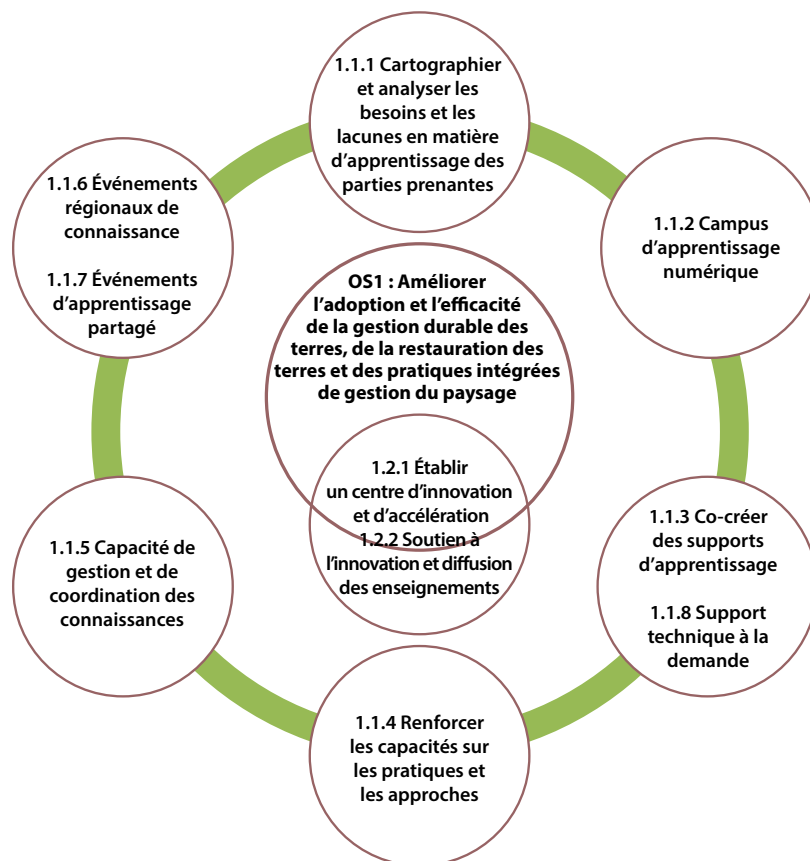 1.1.1 Cartographier
et analyser les
besoins et les
lacunes en matière
d’apprentissage des
parties prenantes
1.1.6 Événements
régionaux de
connaissance
1.1.7 Événements
d’apprentissage
partagé
1.1.2 Campus
d’apprentissage
numérique
OS1 : Améliorer
l’adoption et l’efficacité
de la gestion durable des
terres, de la restauration des
terres et des pratiques intégrées
de gestion du paysage
1.2.1 Établir
un centre d’innovation
et d’accélération
1.2.2 Soutien à
l’innovation et diffusion
des enseignements
1.1.5 Capacité de
gestion et de
coordination des
connaissances
1.1.3 Co-créer
des supports
d’apprentissage
1.1.8 Support
technique à la
demande
1.1.4 Renforcer
les capacités sur
les pratiques et
les approches